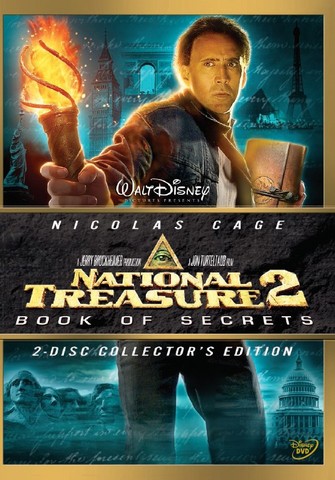 WALT DISNEY
PICTURES PRESENTS
NICOLAS CAGE
A JERRY BRUCKHEIMER PRODUCTION A JON TURTELTAUB FILM
NATIONAL
TREASURE 2
BOOK OF SECRETS
2-DISC COLLECTOR'S EDITION
Disney
DVD